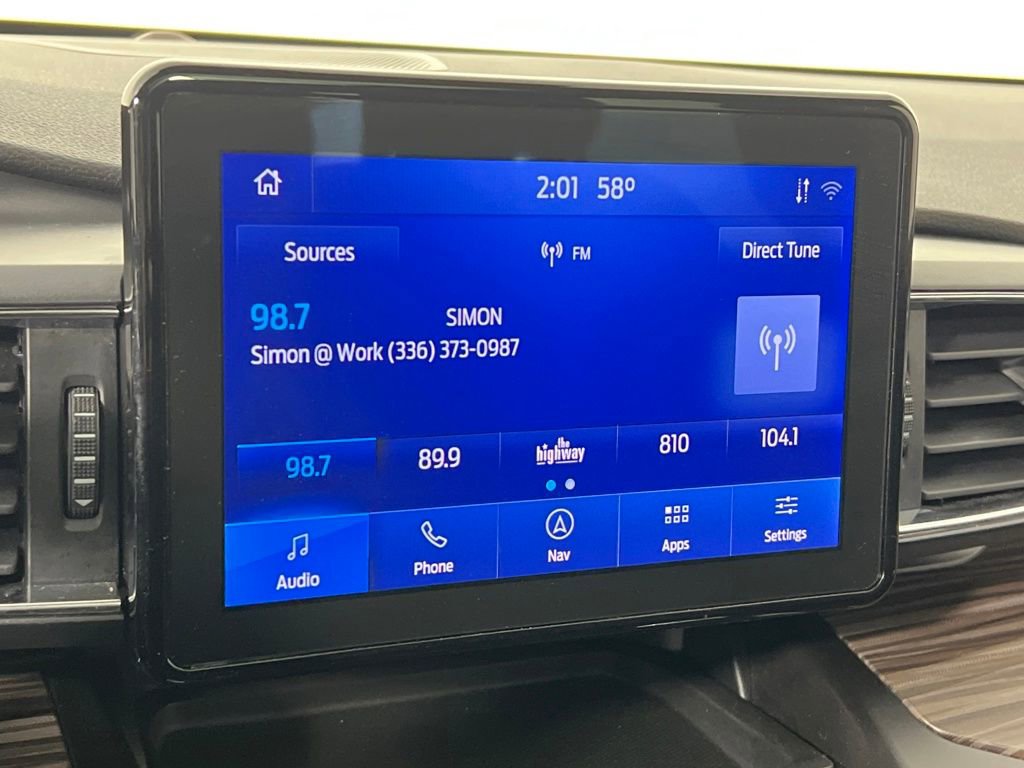 2:01 58°
Sources FM Direct Tune
98.7 SIMON
Simon @ Work (336) 373-0987
98.7 89.9 the highway 810 104.1
Audio Phone Nav Apps Settings